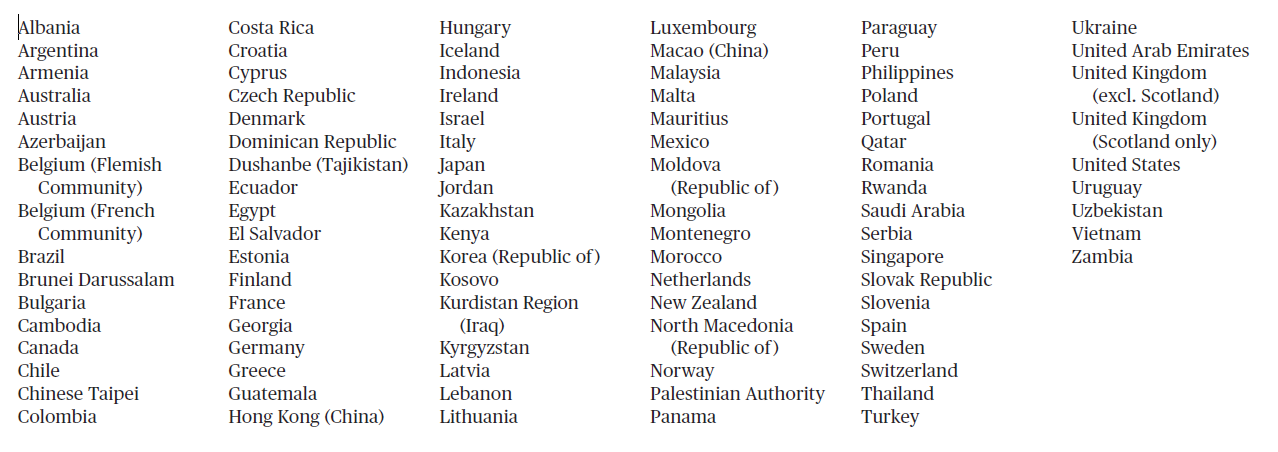 Albania
Argentina
Armenia
Australia
Austria
Azerbaijan
Belgium (Flemish
Community)
Belgium (French
Community)
Brazil
Brunei Darussalam
Bulgaria
Cambodia
Canada
Chile
Chinese Taipei
Colombia
Costa Rica
Croatia
Cyprus
Czech Republic
Denmark
Dominican Republic
Dushanbe (Tajikistan)
Ecuador
Egypt
El Salvador
Estonia
Finland
France
Georgia
Germany
Greece
Guatemala
Hong Kong (China)
Hungary
Iceland
Indonesia
Ireland
Israel
Italy
Japan
Jordan
Kazakhstan
Kenya
Korea (Republic of)
Kosovo
Kurdistan Region
(Iraq)
Kyrgyzstan
Latvia
Lebanon
Lithuania
Luxembourg
Macao (China)
Malaysia
Malta
Mauritius
Mexico
Moldova
(Republic of)
Mongolia
Montenegro
Morocco
Netherlands
New Zealand
North Macedonia
(Republic of)
Norway
Palestinian Authority
Panama
Paraguay
Peru
Philippines
Poland
Portugal
Qatar
Romania
Rwanda
Saudi Arabia
Serbia
Singapore
Slovak Republic
Slovenia
Spain
Sweden
Switzerland
Thailand
Turkey
Ukraine
United Arab Emirates
United Kingdom
(excl. Scotland)
United Kingdom
(Scotland only)
United States
Uruguay
Uzbekistan
Vietnam
Zambia